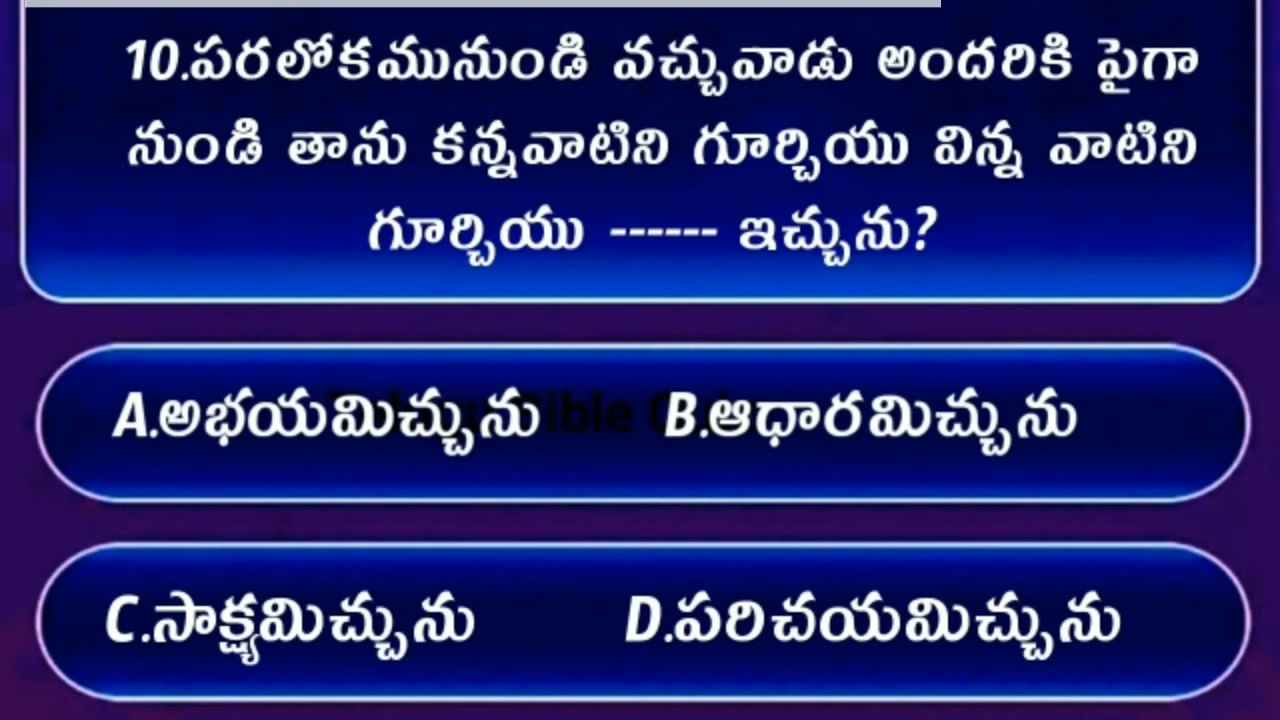 10.పరలోకమునుండి వచ్చువాడు అందరికి పైగా
నుండి తాను కన్నవాటిని గూర్చియు విన్న వాటిని
గూర్చియు ------ ఇచ్చును?
A.అభయమిచ్చును B.ఆధారమిచ్చును
C.సాక్ష్యమిచ్చును D.పరిచయమిచ్చును